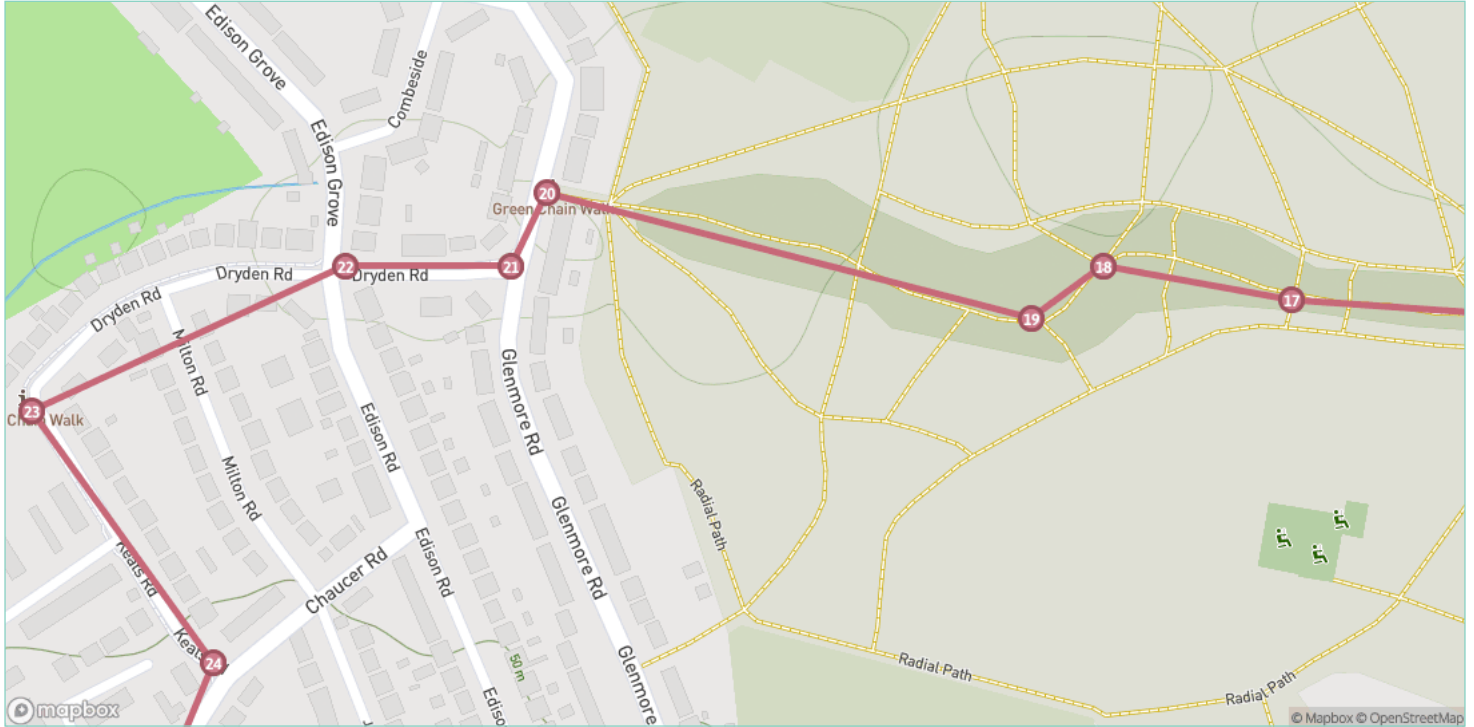 Edison Grove
Combeside
Edison Grove
20
Green Chain Walk
22
Dryden Rd
21
Dryden Rd
18
17
19
Dryden Rd
Milton Rd
23
Chain Walk
Glenmore Rd
Edison Rd
Milton Rd
Radial Path
Glenmore Rd
Edison Rd
Keats Rd
Chaucer Rd
Keats
24
50 m
Glenmore
Radial Path
Radial Path
Edisc
mapbox
© Mapbox © OpenStreetMap